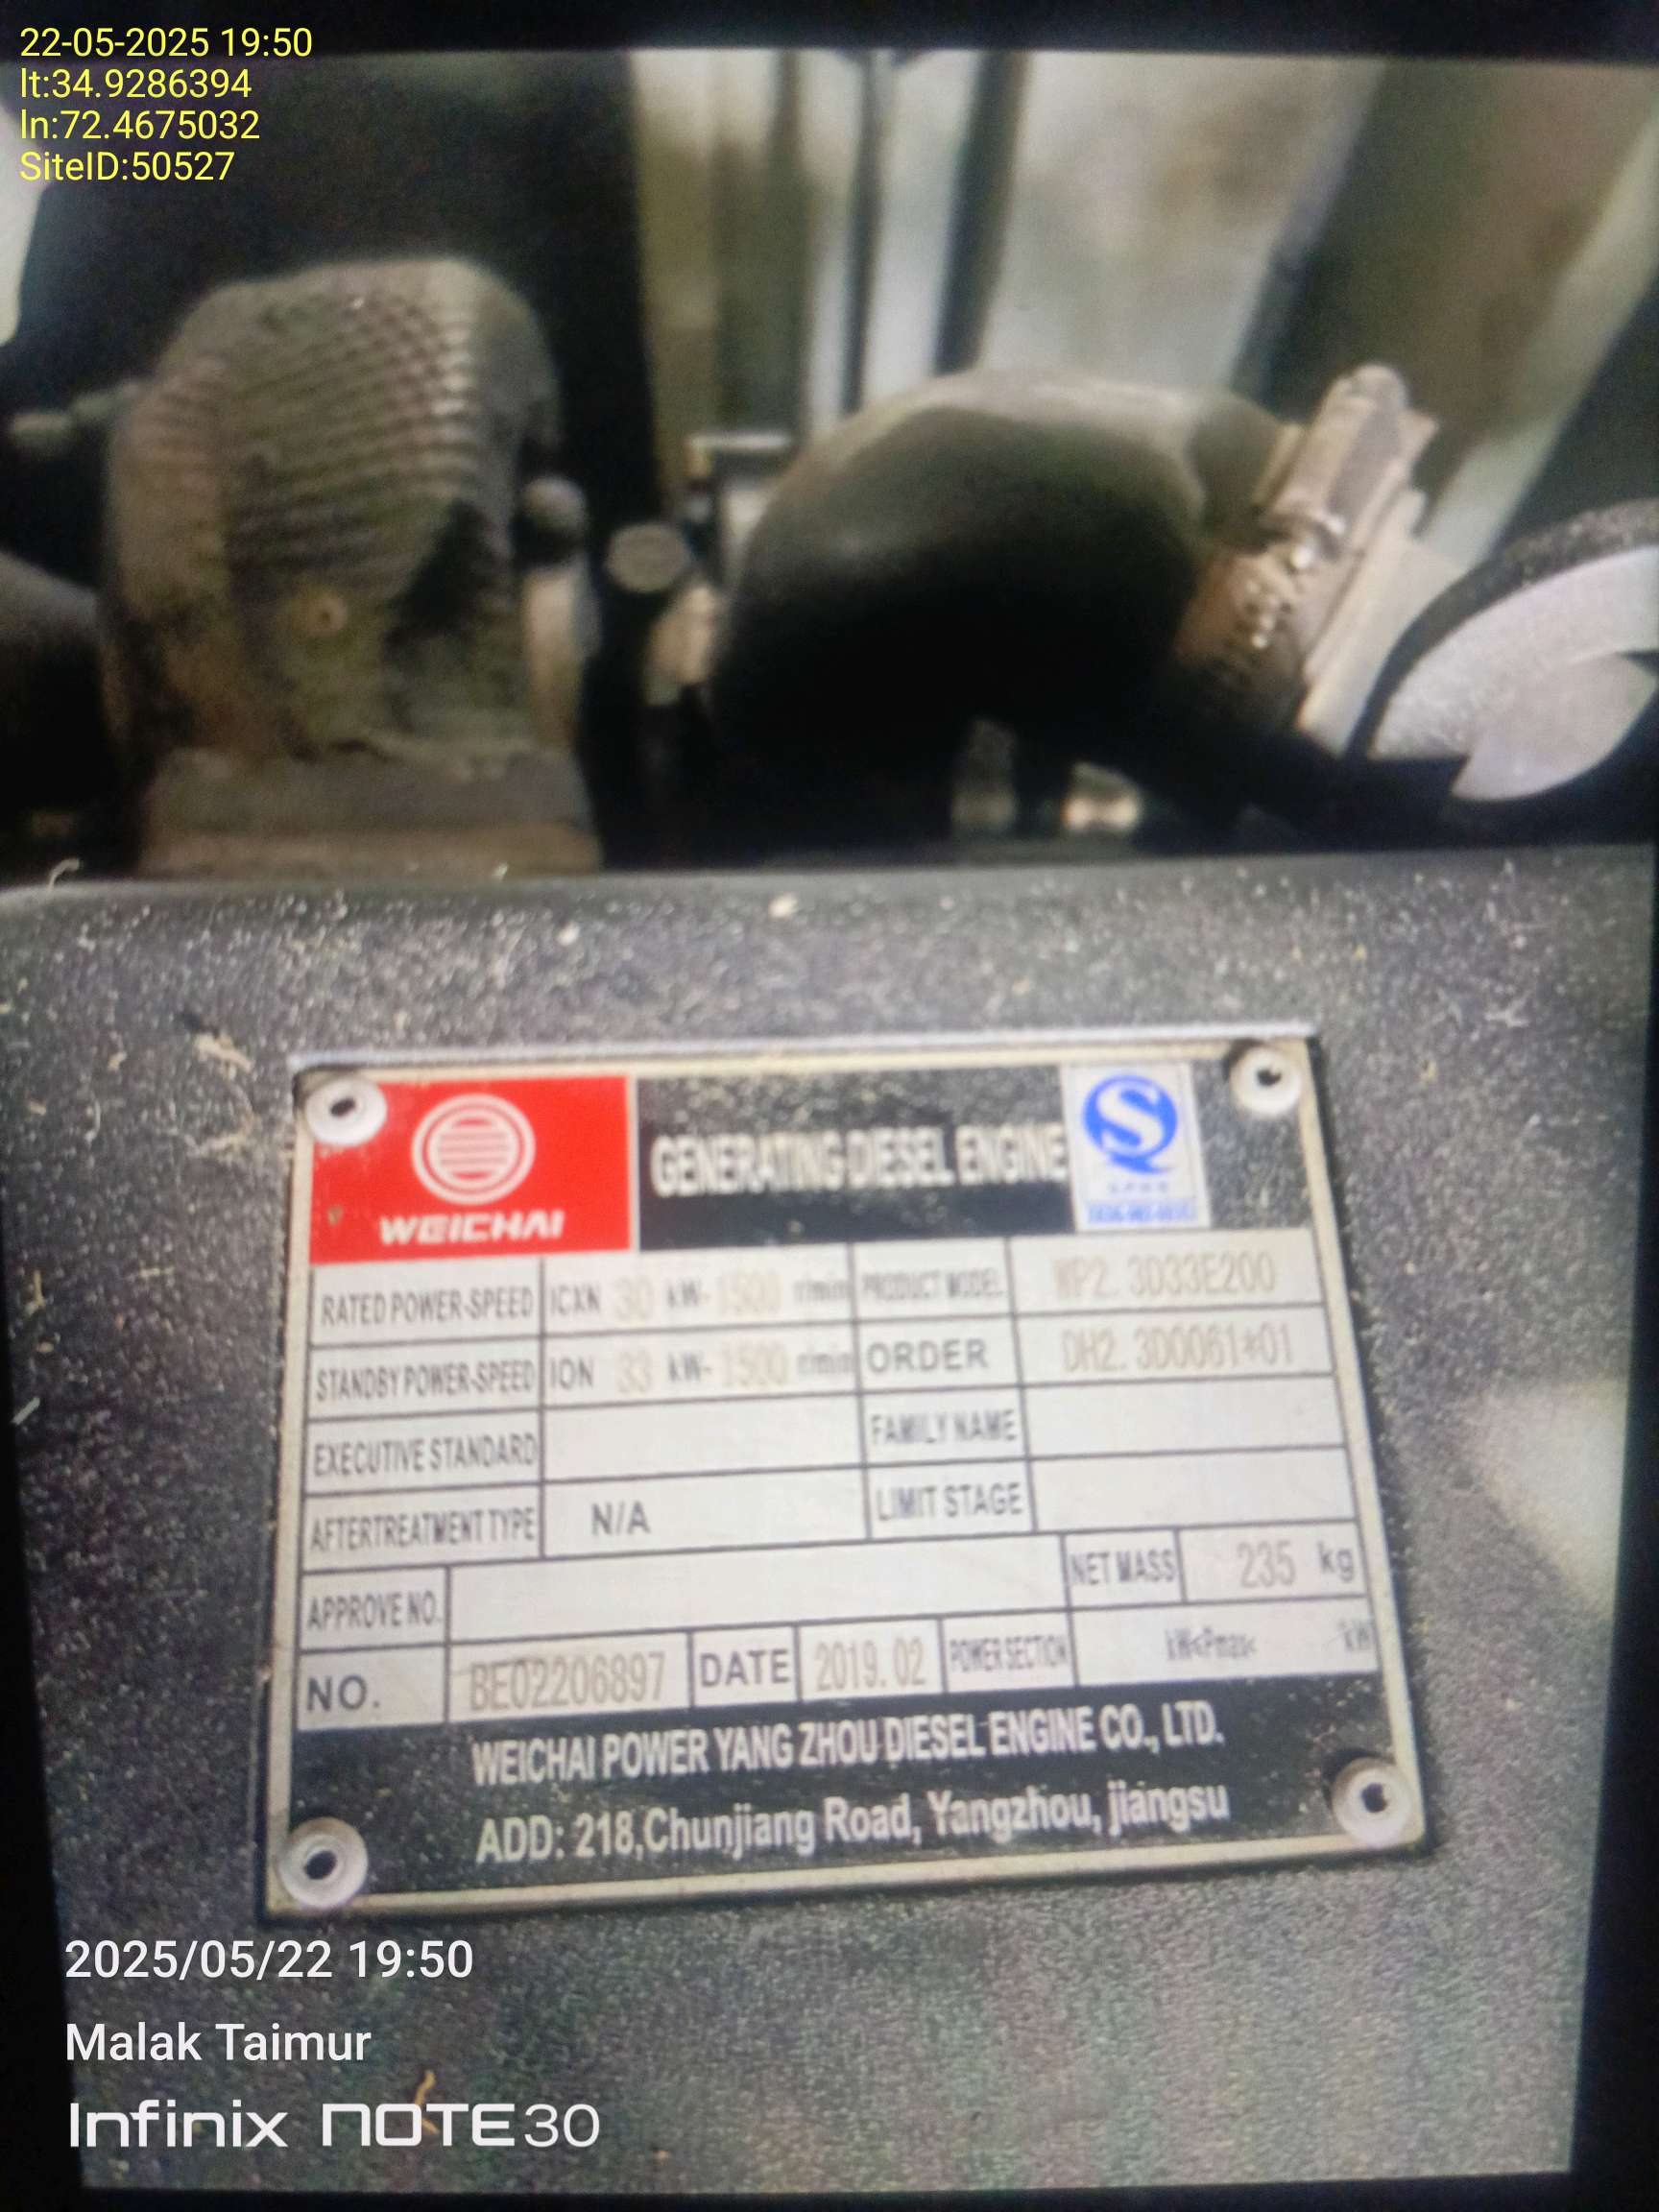 22-05-2025 19:50
lt:34.9286394
ln:72.4675032
SiteID:50527
WEICHAI
GENERATING DIESEL ENGINE
RATED POWER-SPEED ICXN 30 kW- 1500 r/min PRODUCT MODEL WP2.3D33E200
STANDBY POWER-SPEED ION 33 kW- 1500 r/min ORDER DH2.3D0061*01
EXECUTIVE STANDARD FAMILY NAME
AFTERTREATMENT TYPE N/A LIMIT STAGE
APPROVE NO. NET MASS 235 kg
NO. BE02206897 DATE 2019.02 POWER SECTION kW<Pmax< kW
WEICHAI POWER YANG ZHOU DIESEL ENGINE CO., LTD.
ADD: 218,Chunjiang Road, Yangzhou, jiangsu
2025/05/22 19:50
Malak Taimur
Infinix NOTE 30